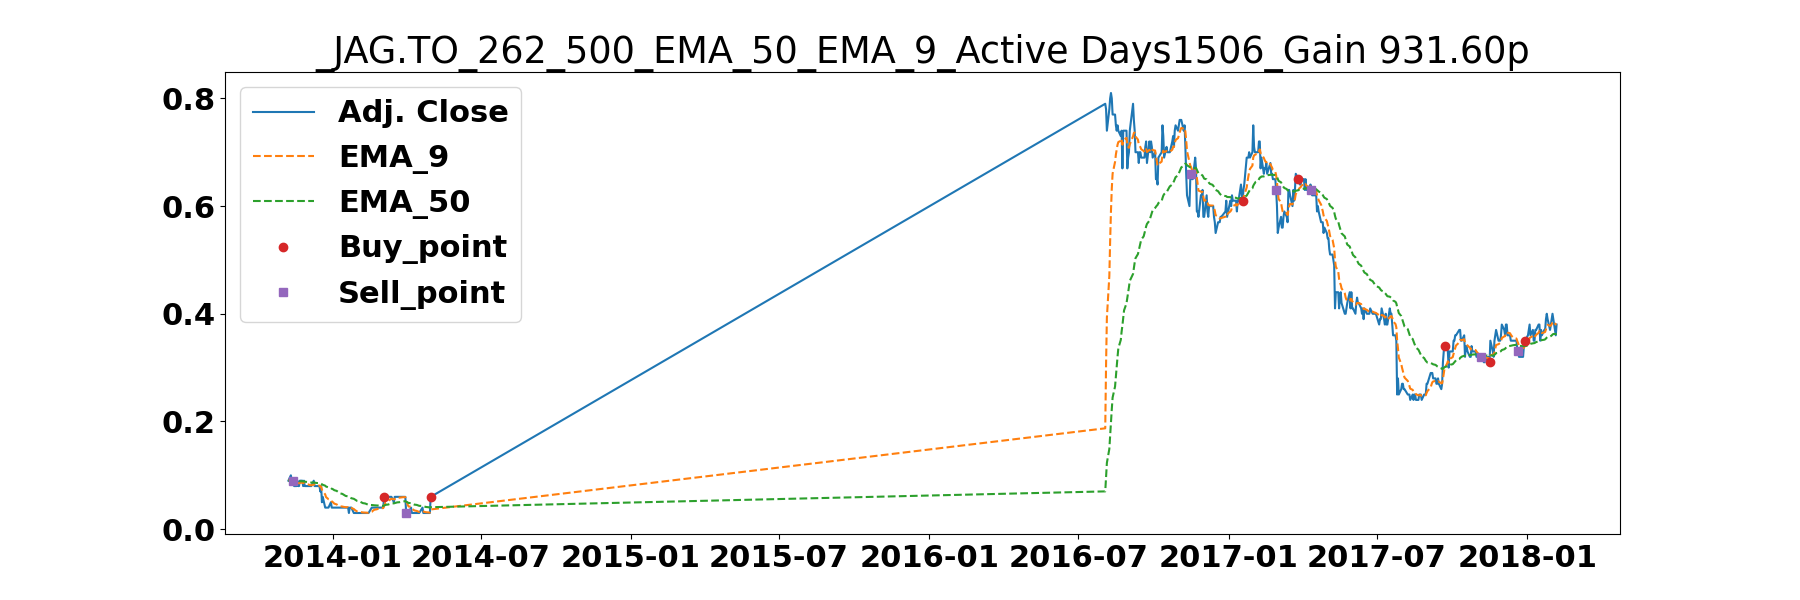 _JAG.TO_262_500_EMA_50_EMA_9_Active Days1506_Gain 931.60p
Adj. Close
EMA_9
EMA_50
Buy_point
Sell_point
0.8
0.6
0.4
0.2
0.0
2014-01 2014-07 2015-01 2015-07 2016-01 2016-07 2017-01 2017-07 2018-01